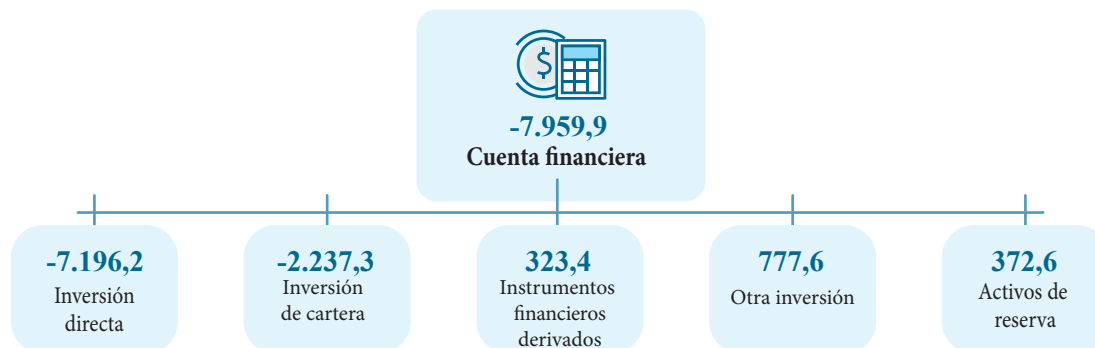 $
-7.959,9
Cuenta financiera
-7.196,2
Inversión
directa
-2.237,3
Inversión
de cartera
323,4
Instrumentos
financieros
derivados
777,6
Otra inversión
372,6
Activos de
reserva